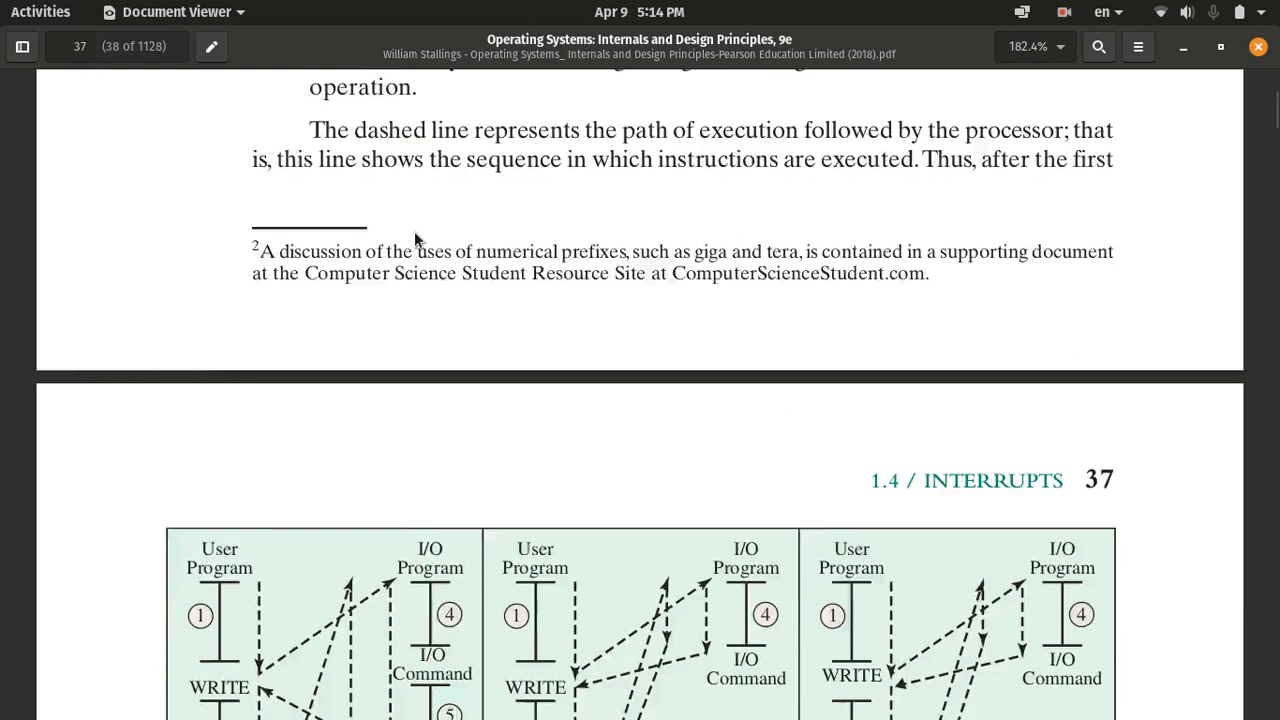 Activities Document Viewer Apr 9 5:14 PM en
37 (38 of 1128) Operating Systems: Internals and Design Principles, 9e 182.4%
William Stallings - Operating Systems_ Internals and Design Principles-Pearson Education Limited (2018).pdf
operation.
The dashed line represents the path of execution followed by the processor; that
is, this line shows the sequence in which instructions are executed. Thus, after the first
2A discussion of the uses of numerical prefixes, such as giga and tera, is contained in a supporting document
at the Computer Science Student Resource Site at ComputerScienceStudent.com.
1.4 / INTERRUPTS 37
User
Program
I/O
Program
1
4
I/O
Command
WRITE
5
User
Program
I/O
Program
1
4
I/O
Command
WRITE
User
Program
I/O
Program
1
4
I/O
Command
WRITE